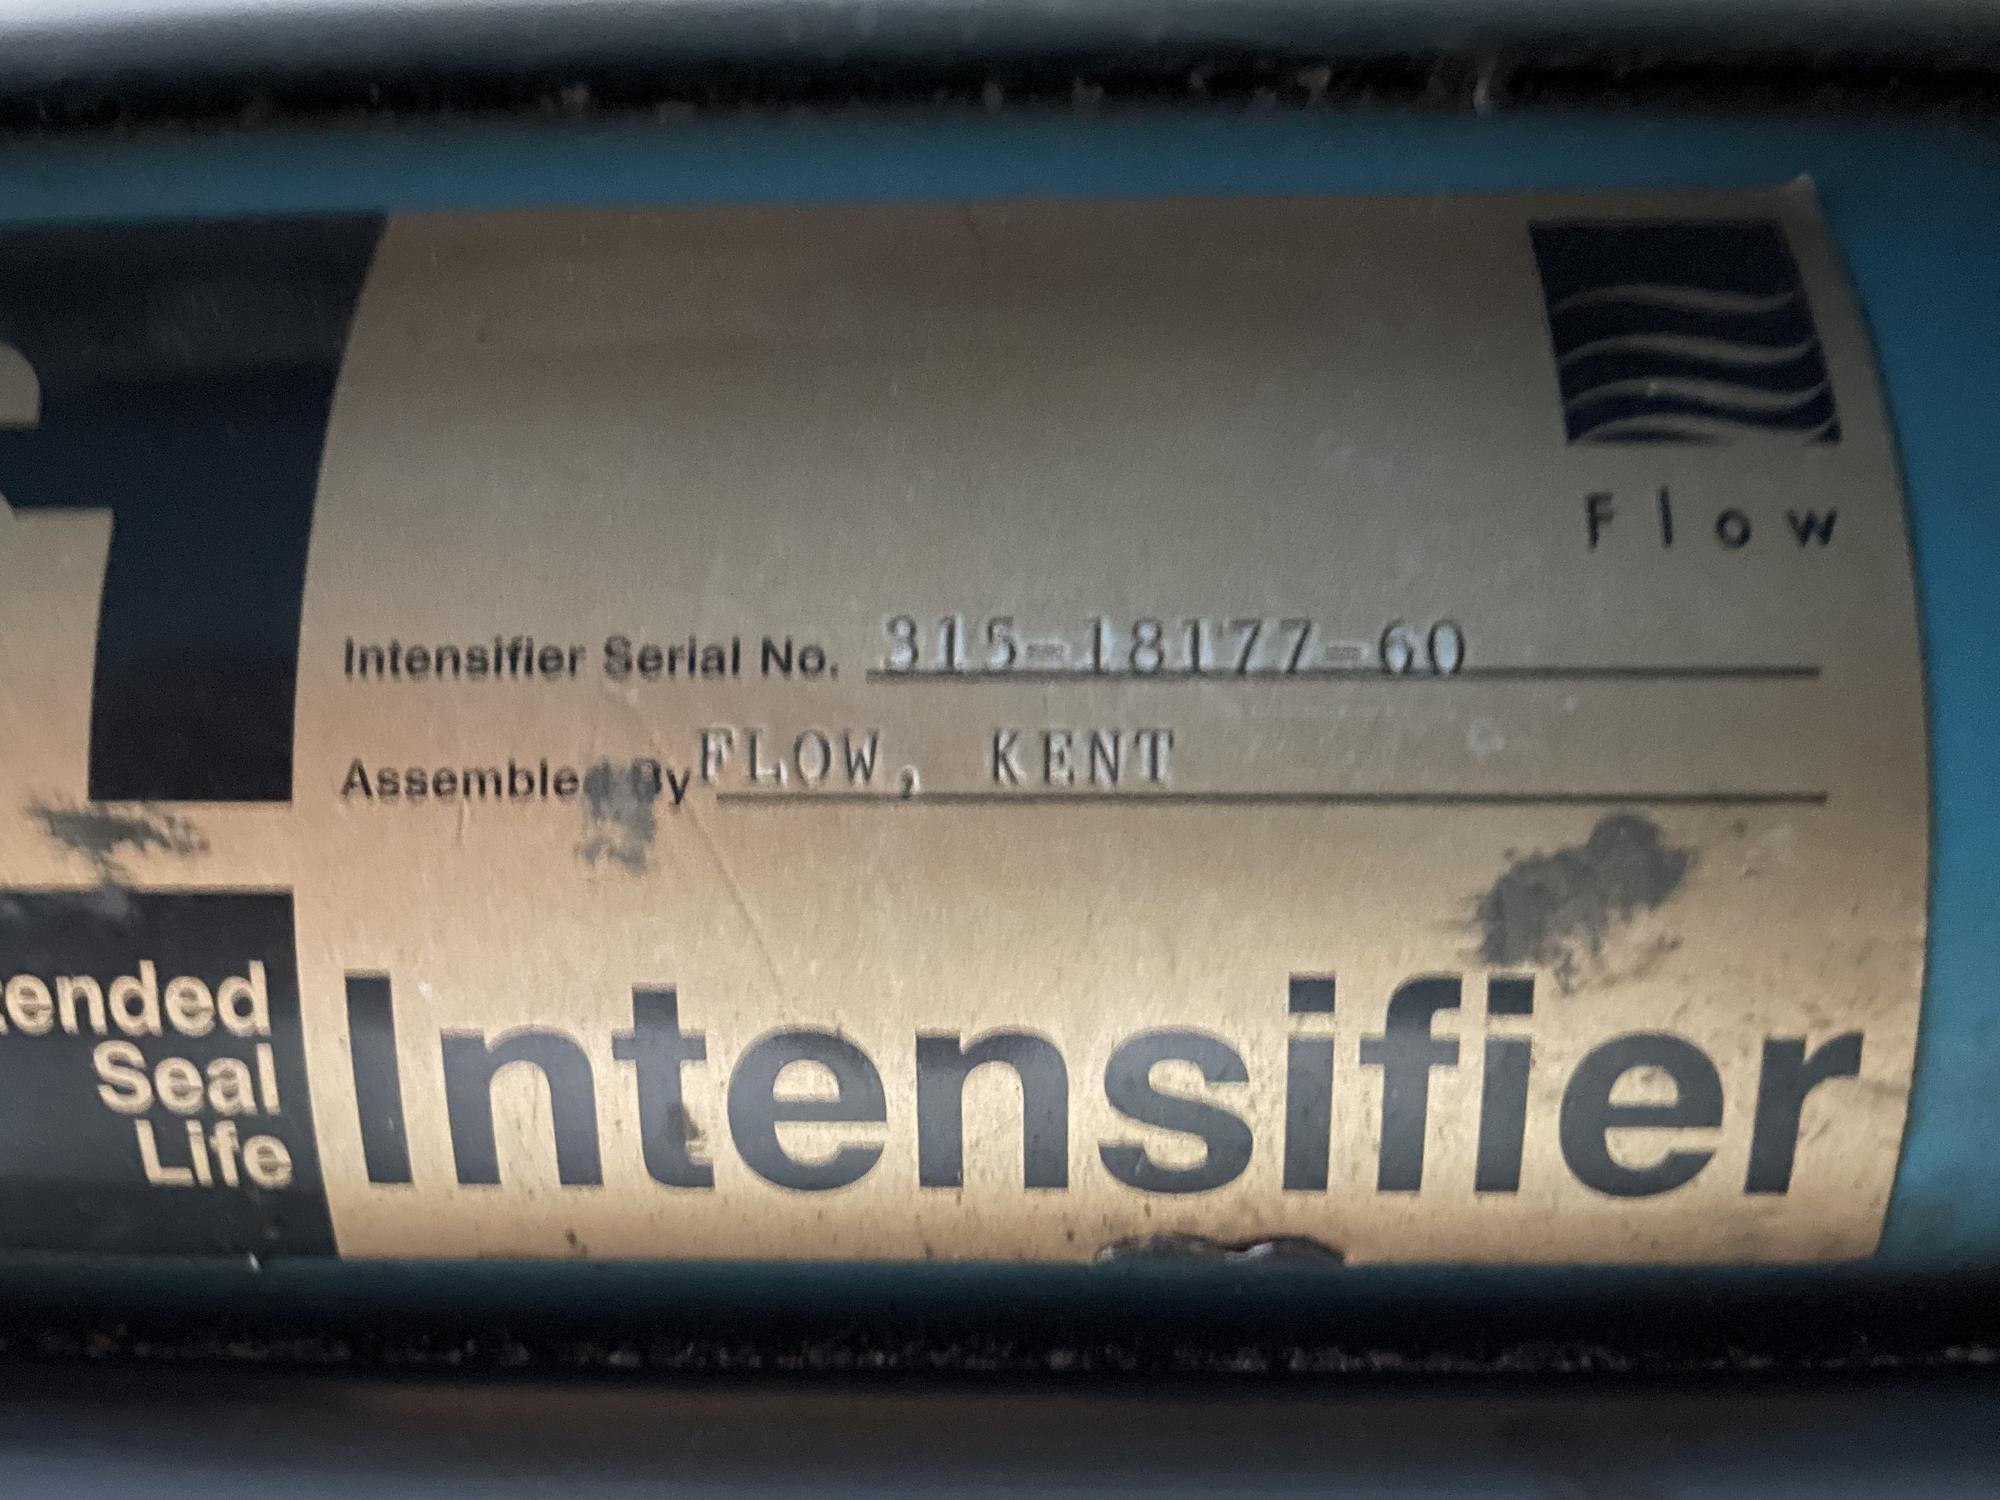 Flow
Intensifier Serial No. 315-18177-60
Assembled By FLOW, KENT
Intensifier
Seal
Life